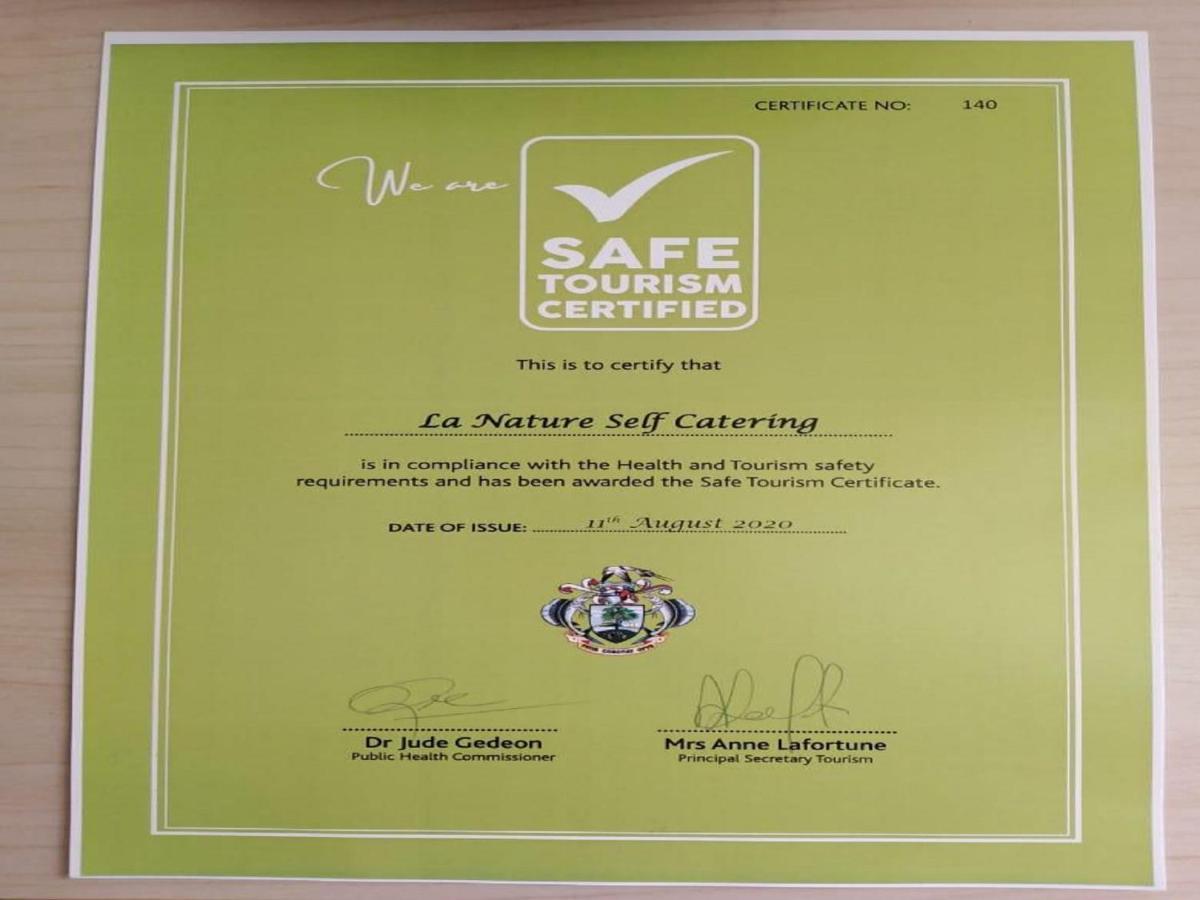 CERTIFICATE NO: 140
We are
SAFE
TOURISM
CERTIFIED
This is to certify that
La Nature Self Catering
is in compliance with the Health and Tourism safety
requirements and has been awarded the Safe Tourism Certificate.
DATE OF ISSUE: 11th August 2020
Dr Jude Gedeon
Mrs Anne Lafortune
Public Health Commissioner
Principal Secretary Tourism